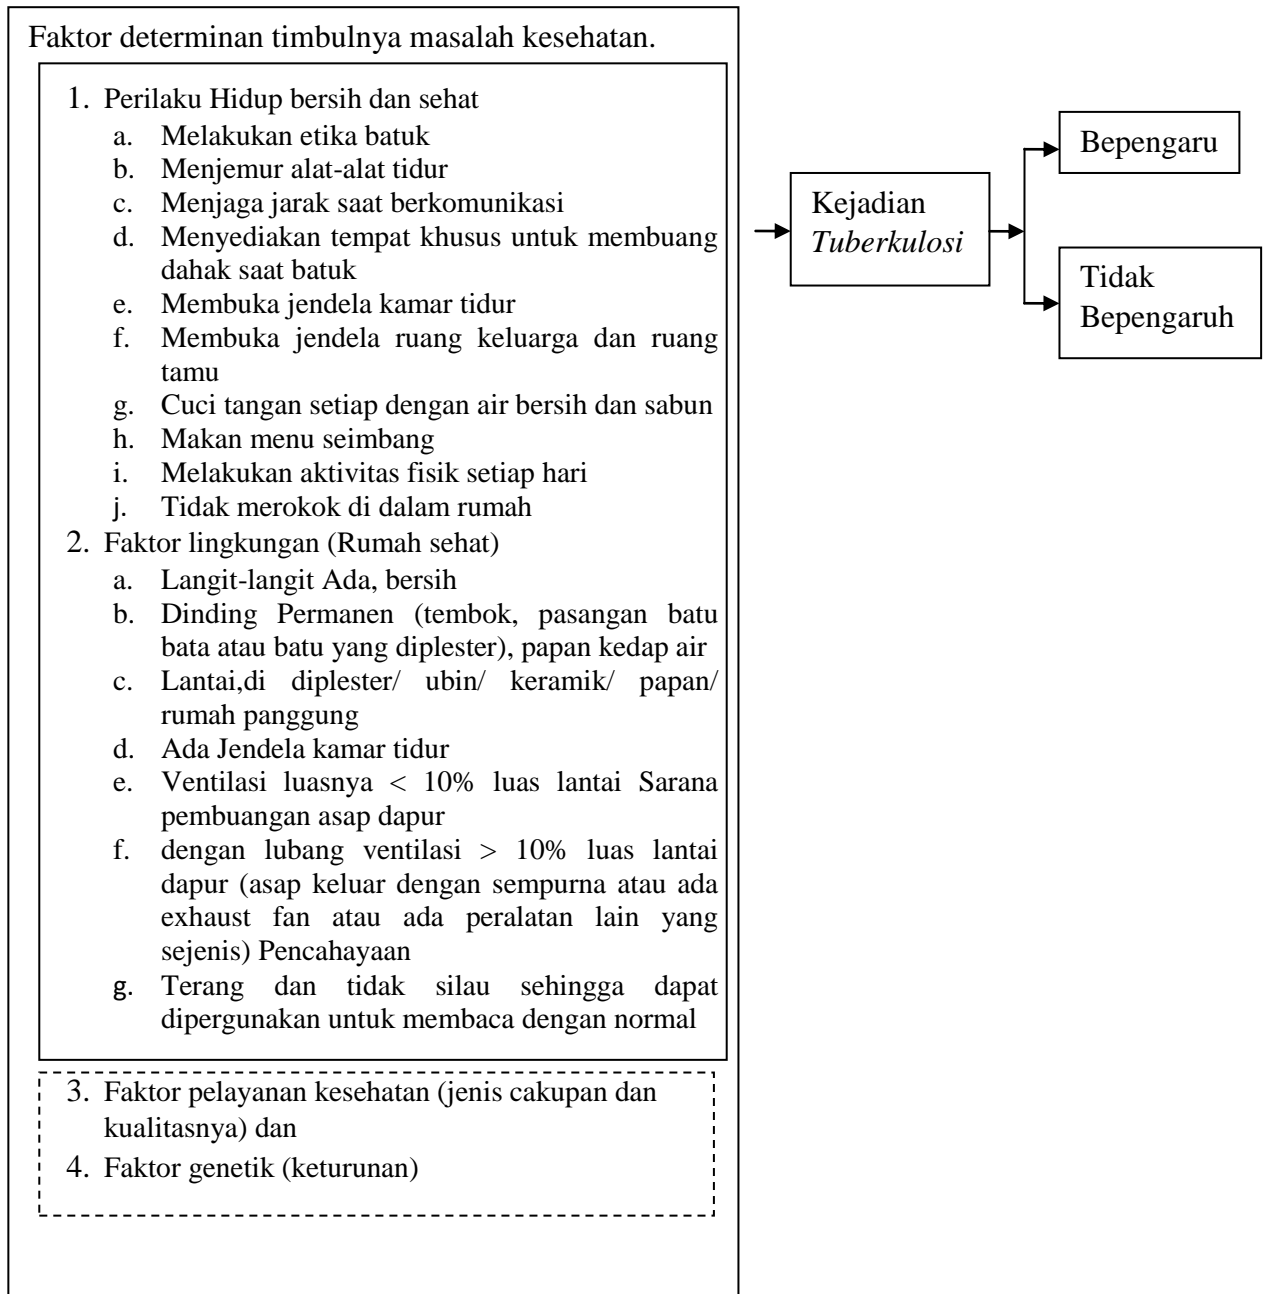 Faktor determinan timbulnya masalah kesehatan.
1. Perilaku Hidup bersih dan sehat
a. Melakukan etika batuk
b. Menjemur alat-alat tidur
c. Menjaga jarak saat berkomunikasi
d. Menyediakan tempat khusus untuk membuang
dahak saat batuk
e. Membuka jendela kamar tidur
f. Membuka jendela ruang keluarga dan ruang
tamu
g. Cuci tangan setiap dengan air bersih dan sabun
h. Makan menu seimbang
i. Melakukan aktivitas fisik setiap hari
j. Tidak merokok di dalam rumah
2. Faktor lingkungan (Rumah sehat)
a. Langit-langit Ada, bersih
b. Dinding Permanen (tembok, pasangan batu
bata atau batu yang diplester), papan kedap air
c. Lantai,di diplester/ ubin/ keramik/ papan/
rumah panggung
d. Ada Jendela kamar tidur
e. Ventilasi luasnya < 10% luas lantai Sarana
pembuangan asap dapur
f. dengan lubang ventilasi > 10% luas lantai
dapur (asap keluar dengan sempurna atau ada
exhaust fan atau ada peralatan lain yang
sejenis) Pencahayaan
g. Terang dan tidak silau sehingga dapat
dipergunakan untuk membaca dengan normal
3. Faktor pelayanan kesehatan (jenis cakupan dan
kualitasnya) dan
4. Faktor genetik (keturunan)
Kejadian
Tuberkulosi
Bepengaru
Tidak
Bepengaruh